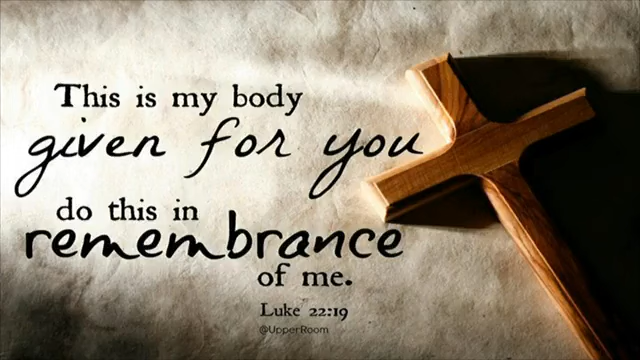 This is my body
given for you
do this in
remembrance
of me.
Luke 22:19
@UpperRoom